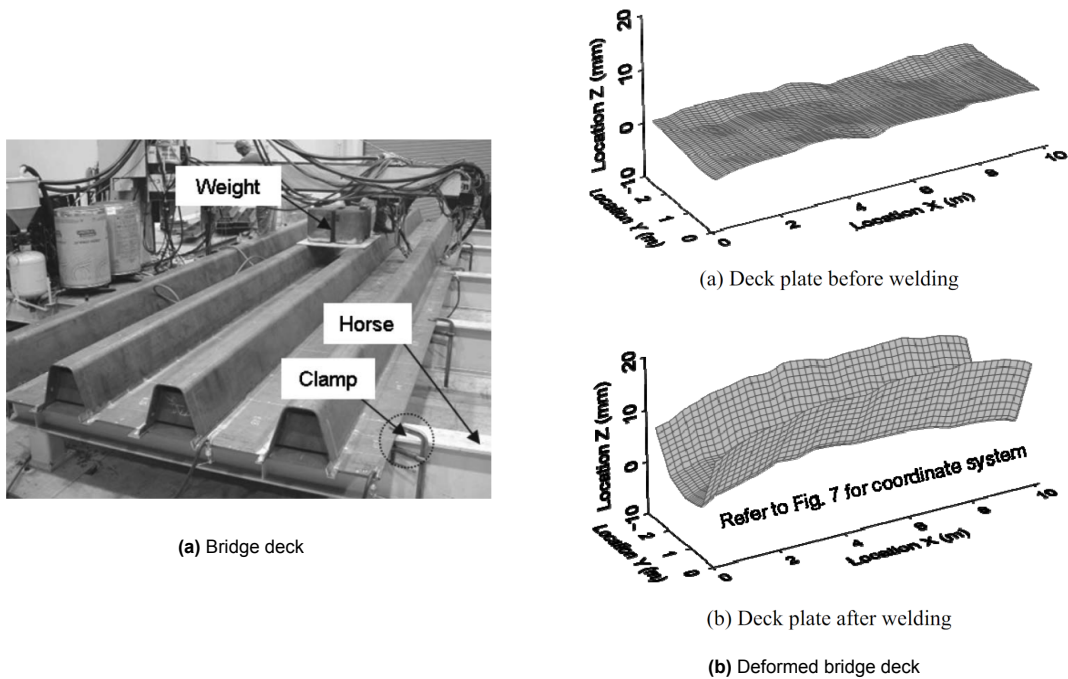 Weight
Horse
Clamp
(a) Bridge deck
20
10
0
-10
Location Z (mm)
2
1
0
Location Y (m)
0
2
4
6
8
10
Location X (m)
(a) Deck plate before welding
20
10
0
-10
Location Z (mm)
2
1
0
Location Y (m)
Refer to Fig. 7 for coordinate system
0
2
4
6
8
10
Location X (m)
(b) Deck plate after welding
(b) Deformed bridge deck